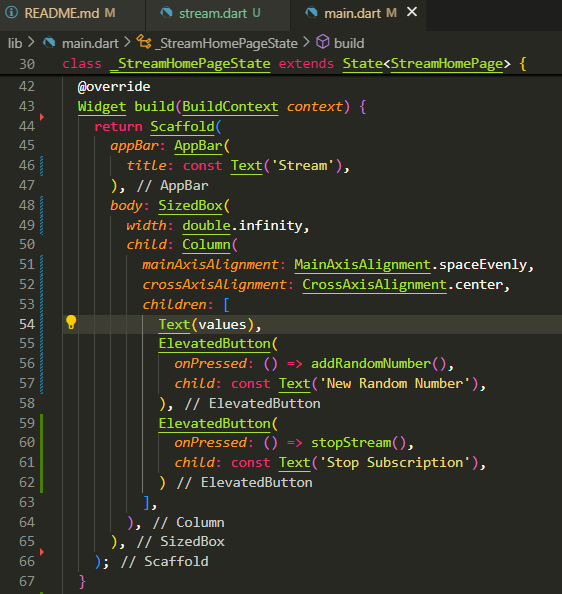 README.md M stream.dart U main.dart M
lib > main.dart > _StreamHomePageState > build
30 class _StreamHomePageState extends State<StreamHomePage> {
42 @override
43 Widget build(BuildContext context) {
44 return Scaffold(
45 appBar: AppBar(
46 title: const Text('Stream'),
47 ), // AppBar
48 body: SizedBox(
49 width: double.infinity,
50 child: Column(
51 mainAxisAlignment: MainAxisAlignment.spaceEvenly,
52 crossAxisAlignment: CrossAxisAlignment.center,
53 children: [
54 Text(values),
55 ElevatedButton(
56 onPressed: () => addRandomNumber(),
57 child: const Text('New Random Number'),
58 ), // ElevatedButton
59 ElevatedButton(
60 onPressed: () => stopStream(),
61 child: const Text('Stop Subscription'),
62 ) // ElevatedButton
63 ],
64 ), // Column
65 ), // SizedBox
66 ); // Scaffold
67 }